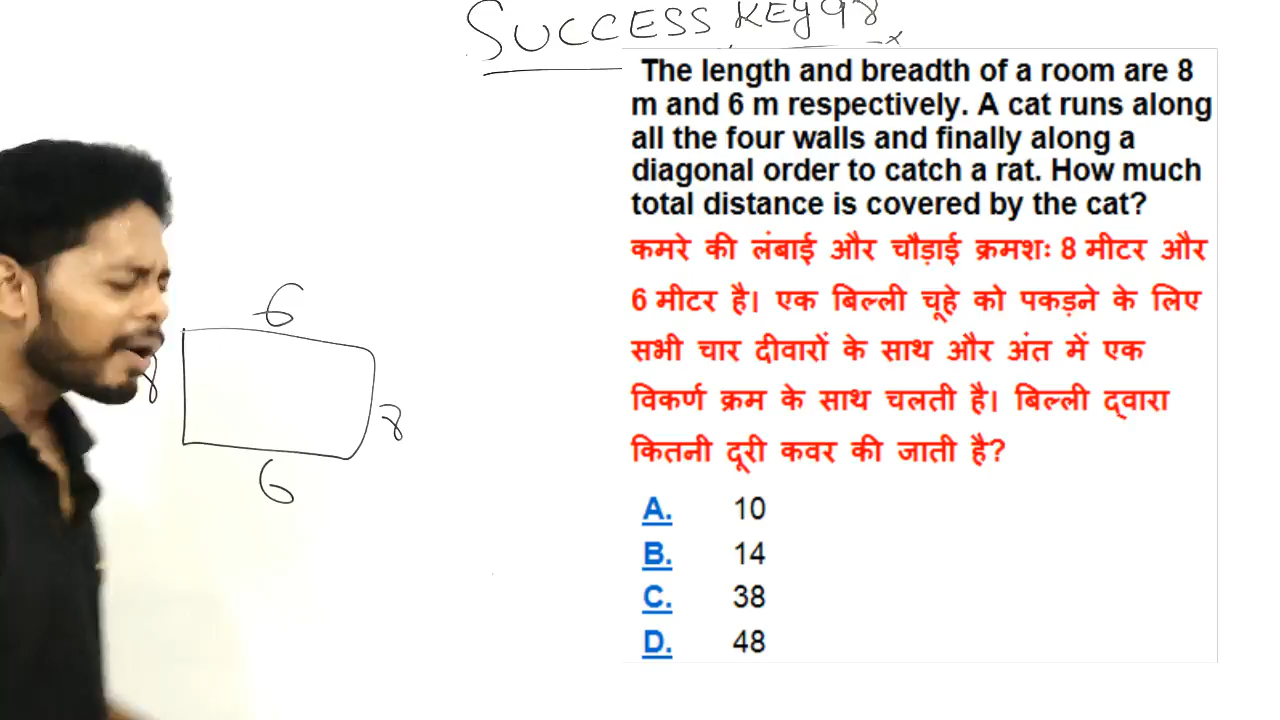 SUCCESS KEY98
The length and breadth of a room are 8
m and 6 m respectively. A cat runs along
all the four walls and finally along a
diagonal order to catch a rat. How much
total distance is covered by the cat?
कमरे की लंबाई और चौड़ाई क्रमशः 8 मीटर और
6 मीटर है। एक बिल्ली चूहे को पकड़ने के लिए
सभी चार दीवारों के साथ और अंत में एक
विकर्ण क्रम के साथ चलती है। बिल्ली द्वारा
कितनी दूरी कवर की जाती है?
6
8
8
6
A. 10
B. 14
C. 38
D. 48